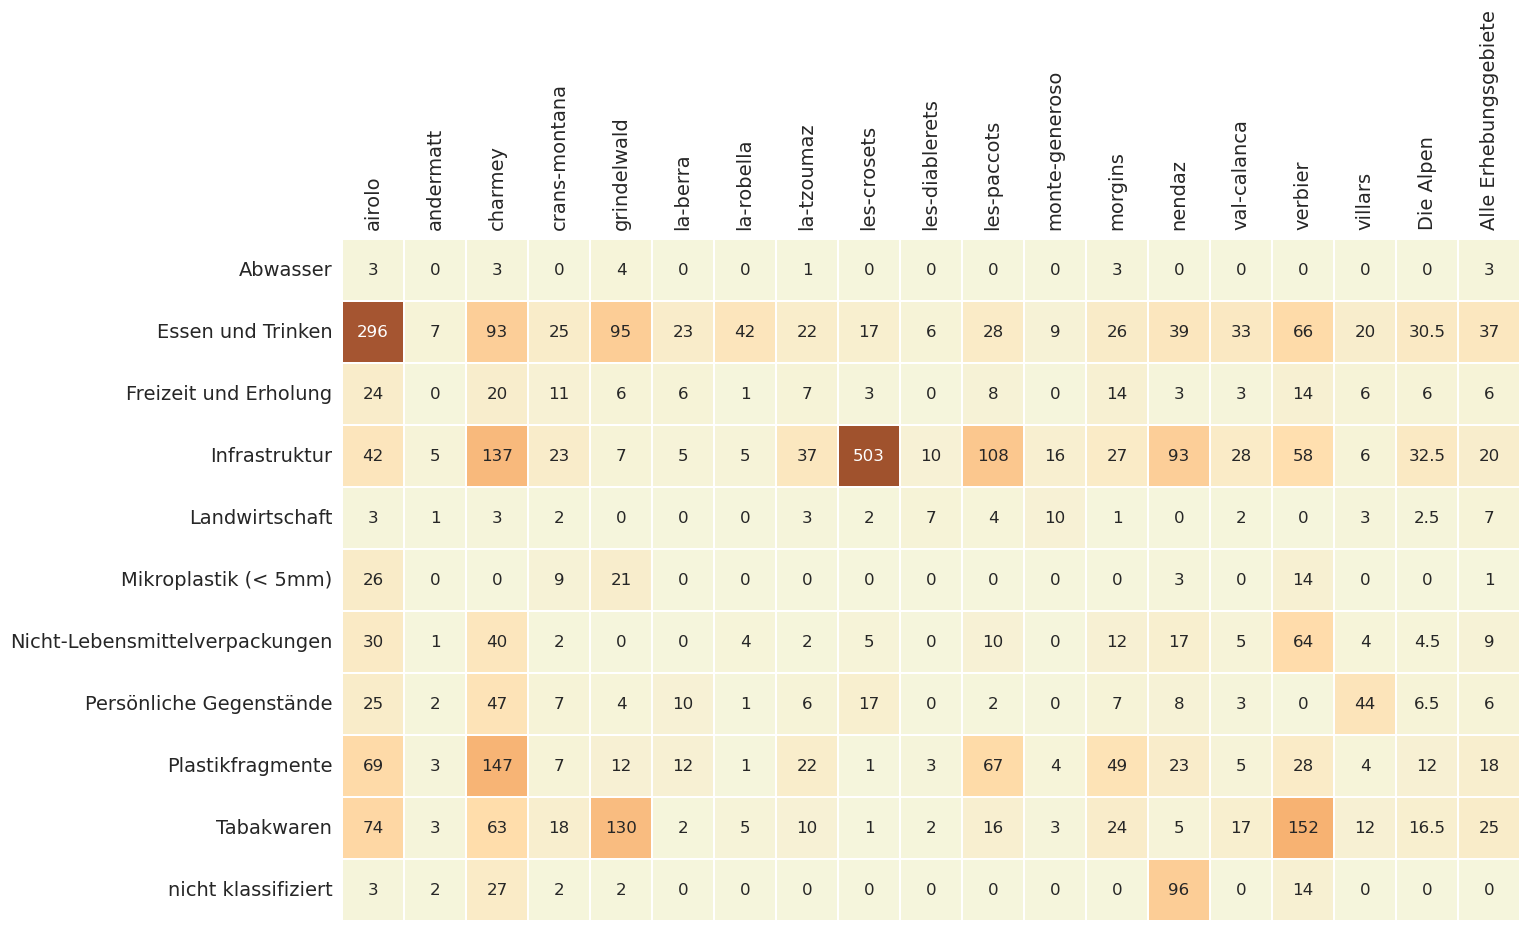 airolo andermatt charmey crans-montana grindelwald la-berra la-robella la-tzoumaz les-crosets les-diablerets les-paccots monte-generoso morgins nendaz val-calanca verbier villars Die Alpen Alle Erhebungsgebiete
Abwasser 3 0 3 0 4 0 0 1 0 0 0 0 3 0 0 0 0 0 3
Essen und Trinken 296 7 93 25 95 23 42 22 17 6 28 9 26 39 33 66 20 30.5 37
Freizeit und Erholung 24 0 20 11 6 6 1 7 3 0 8 0 14 3 3 14 6 6 6
Infrastruktur 42 5 137 23 7 5 5 37 503 10 108 16 27 93 28 58 6 32.5 20
Landwirtschaft 3 1 3 2 0 0 0 3 2 7 4 10 1 0 2 0 3 2.5 7
Mikroplastik (< 5mm) 26 0 0 9 21 0 0 0 0 0 0 0 0 3 0 14 0 0 1
Nicht-Lebensmittelverpackungen 30 1 40 2 0 0 4 2 5 0 10 0 12 17 5 64 4 4.5 9
Persönliche Gegenstände 25 2 47 7 4 10 1 6 17 0 2 0 7 8 3 0 44 6.5 6
Plastikfragmente 69 3 147 7 12 12 1 22 1 3 67 4 49 23 5 28 4 12 18
Tabakwaren 74 3 63 18 130 2 5 10 1 2 16 3 24 5 17 152 12 16.5 25
nicht klassifiziert 3 2 27 2 2 0 0 0 0 0 0 0 0 96 0 14 0 0 0